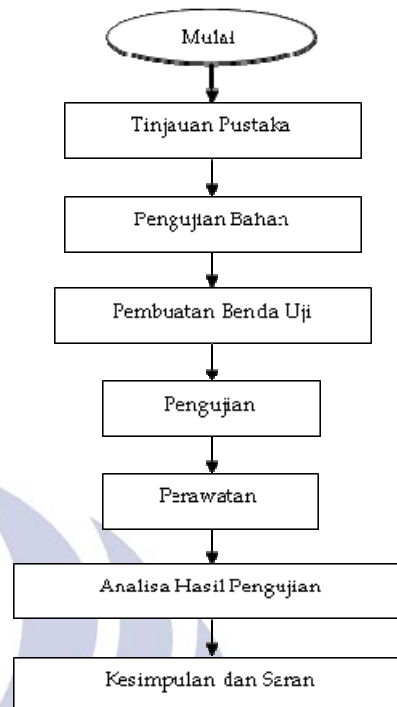 Mulai
Tinjauan Pustaka
Pengujian Bahan
Pembuatan Benda Uji
Pengujian
Perawatan
Analisa Hasil Pengujian
Kesimpulan dan Saran